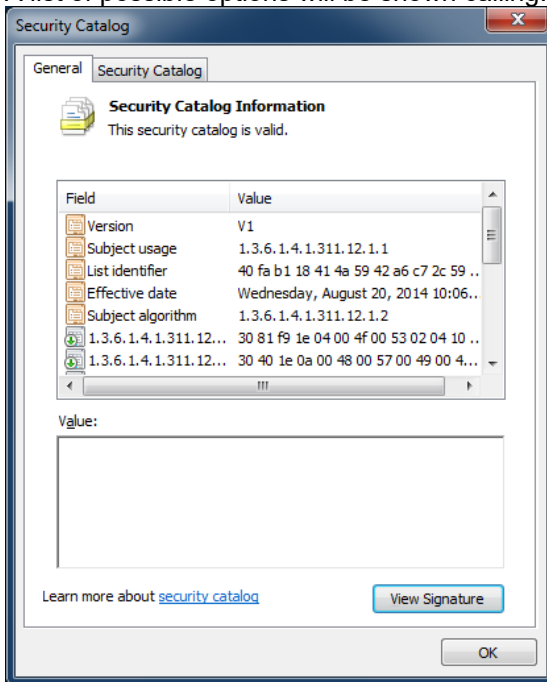 Security Catalog
General Security Catalog
Security Catalog Information
This security catalog is valid.
Field Value
Version V1
Subject usage 1.3.6.1.4.1.311.12.1.1
List identifier 40 fa b1 18 41 4a 59 42 a6 c7 2c 59 ..
Effective date Wednesday, August 20, 2014 10:06..
Subject algorithm 1.3.6.1.4.1.311.12.1.2
1.3.6.1.4.1.311.12... 30 81 f9 1e 04 00 4f 00 53 02 04 10 ..
1.3.6.1.4.1.311.12... 30 40 1e 0a 00 48 00 57 00 49 00 4...
Value:
Learn more about security catalog
View Signature
OK